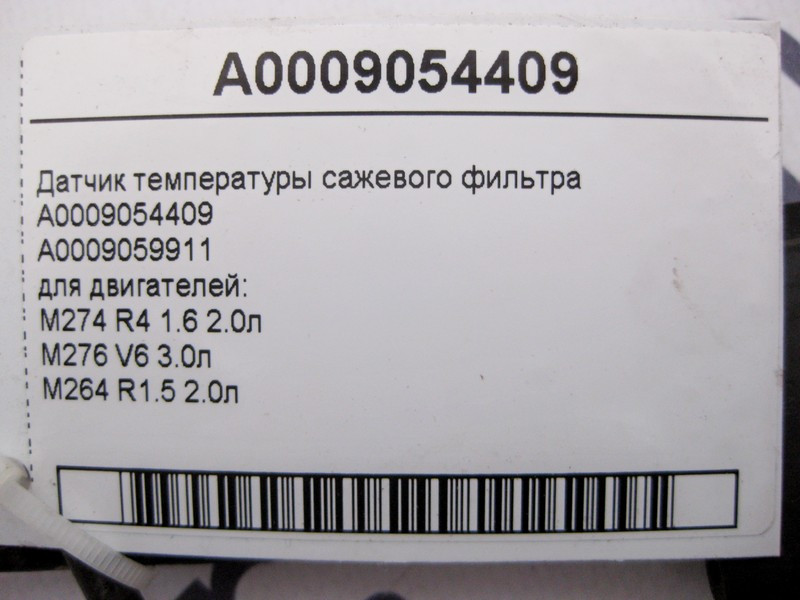 A0009054409
Датчик температуры сажевого фильтра
A0009054409
A0009059911
для двигателей:
M274 R4 1.6 2.0л
M276 V6 3.0л
M264 R1.5 2.0л